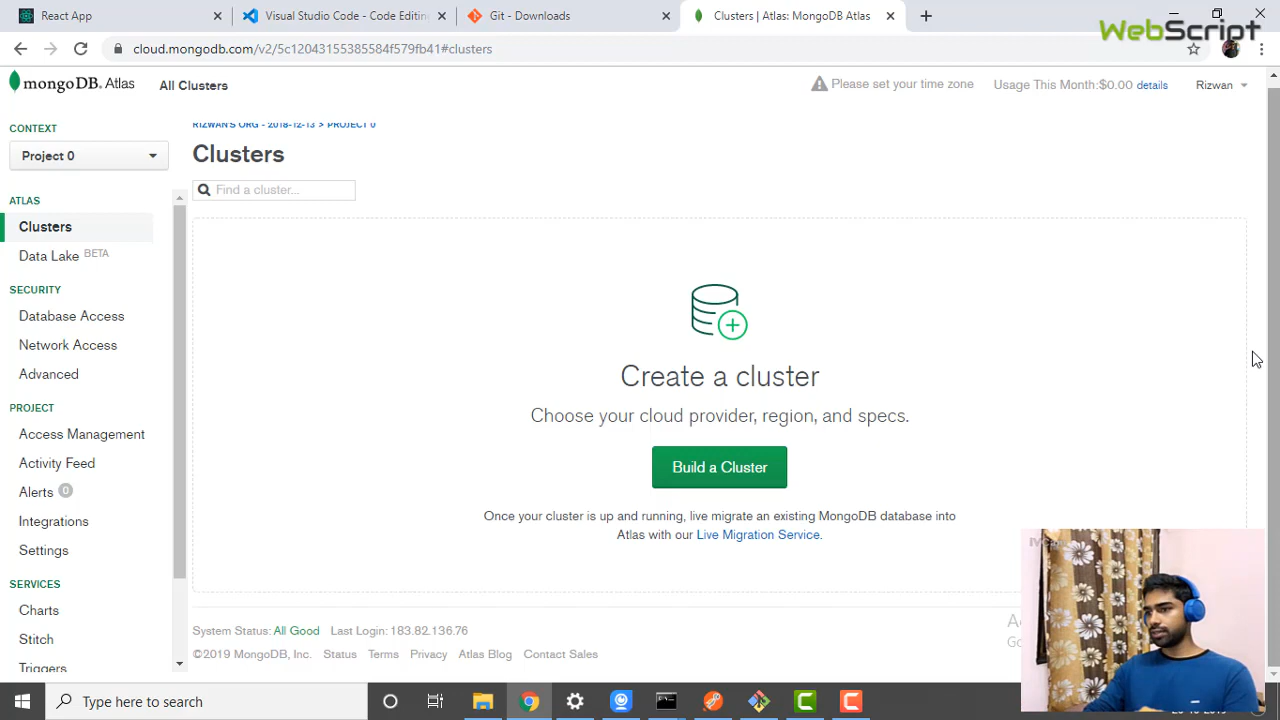 React App
Visual Studio Code - Code Editing
Git - Downloads
Clusters | Atlas: MongoDB Atlas
WebScript
cloud.mongodb.com/v2/5c12043155385584f579fb41#clusters
mongoDB. Atlas
All Clusters
Please set your time zone
Usage This Month:$0.00 details
Rizwan
CONTEXT
Project 0
RIZWAN'S ORG - 2018-12-13 > PROJECT 0
Clusters
Find a cluster...
ATLAS
Clusters
Data Lake BETA
SECURITY
Database Access
Network Access
Advanced
PROJECT
Access Management
Activity Feed
Alerts 0
Integrations
Settings
SERVICES
Charts
Stitch
Triggers
Create a cluster
Choose your cloud provider, region, and specs.
Build a Cluster
Once your cluster is up and running, live migrate an existing MongoDB database into
Atlas with our Live Migration Service.
System Status: All Good Last Login: 183.82.136.76
©2019 MongoDB, Inc. Status Terms Privacy Atlas Blog Contact Sales
Type here to search